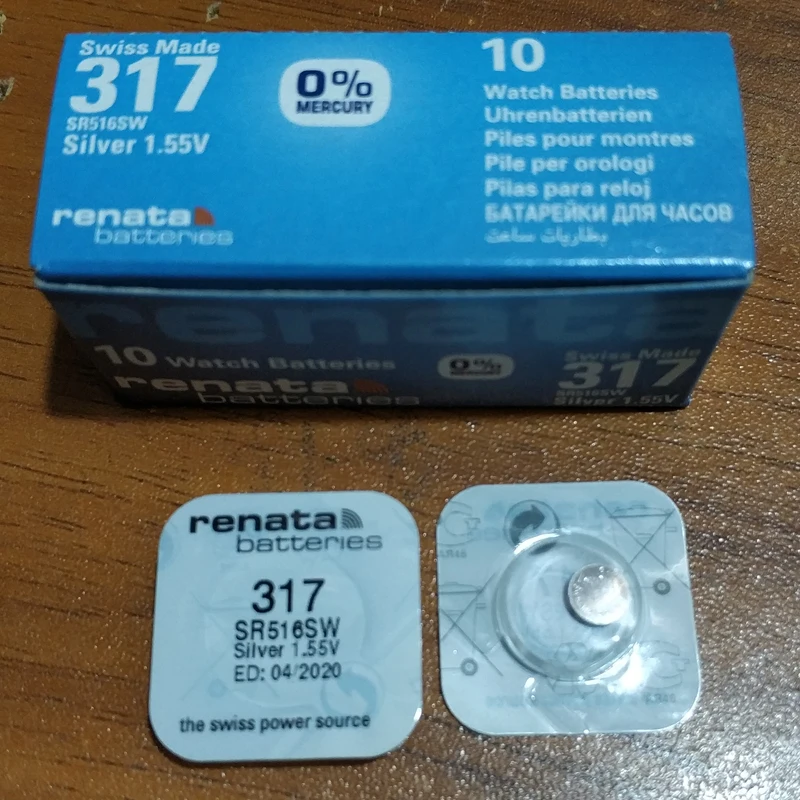 Swiss Made
317
SR516SW
Silver 1.55V
0%
MERCURY
renata
batteries
10
Watch Batteries
Uhrenbatterien
Piles pour montres
Pile per orologi
Pilas para reloj
БАТАРЕЙКИ ДЛЯ ЧАСОВ
بطاريات ساعت
renata
10 Watch Batteries
renata
batteries
0%
MERCURY
Swiss Made
317
SR516SW
Silver 1.55V
renata
batteries
317
SR516SW
Silver 1.55V
ED: 04/2020
the swiss power source